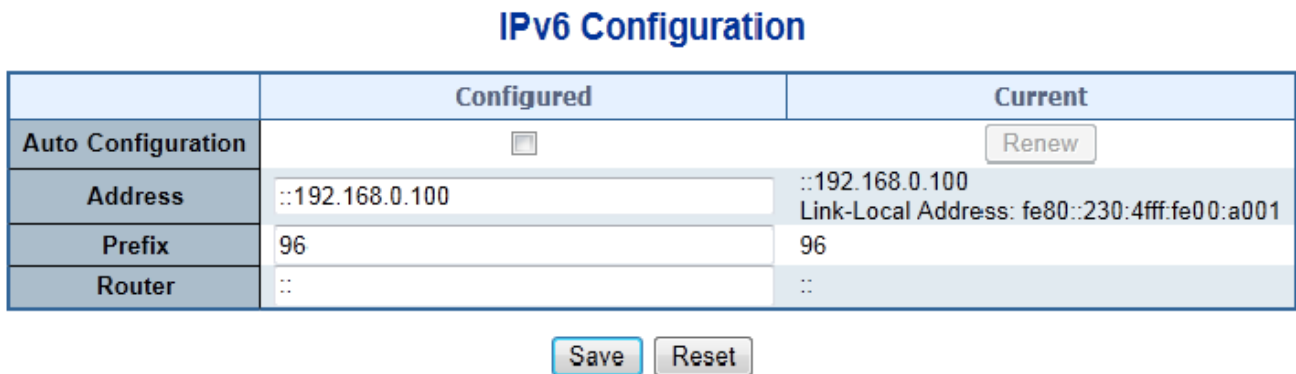 IPv6 Configuration
Configured Current
Auto Configuration Renew
Address ::192.168.0.100 ::192.168.0.100
Link-Local Address: fe80::230:4fff:fe00:a001
Prefix 96 96
Router :: ::
Save Reset